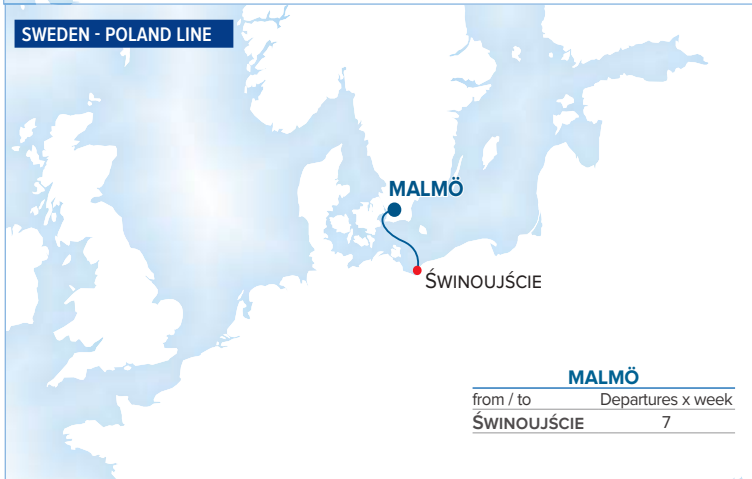 SWEDEN - POLAND LINE
MALMÖ
ŚWINOUJŚCIE
MALMÖ
from / to Departures x week
ŚWINOUJŚCIE 7